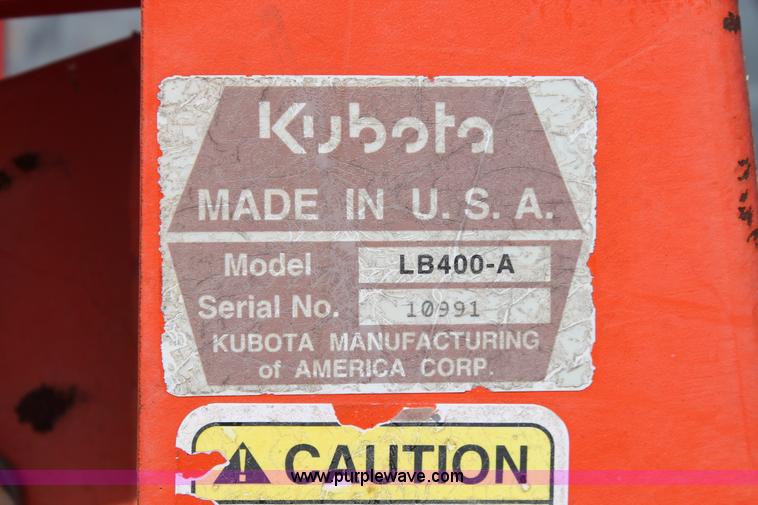 Kubota
MADE IN U. S. A.
Model LB400-A
Serial No. 10991
KUBOTA MANUFACTURING
of AMERICA CORP.
CAUTION
www.purplewave.com